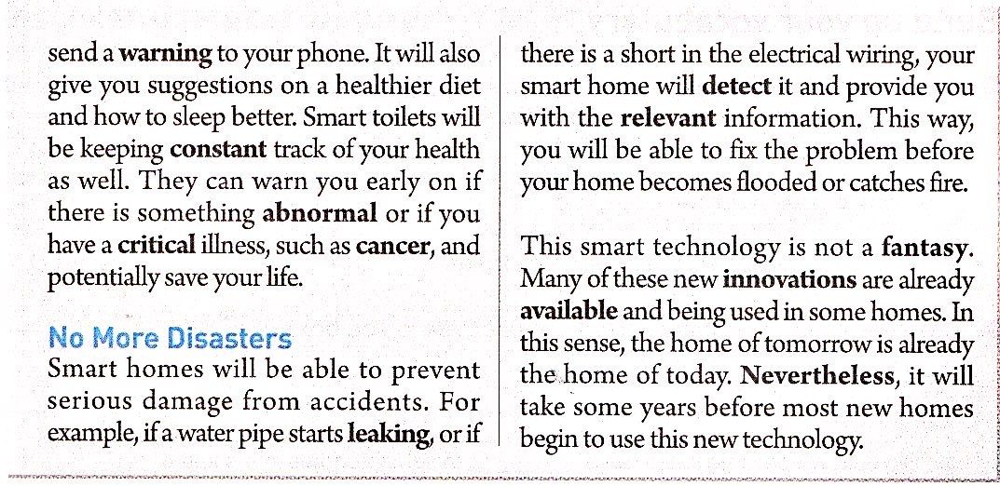 send a warning to your phone. It will also
give you suggestions on a healthier diet
and how to sleep better. Smart toilets will
be keeping constant track of your health
as well. They can warn you early on if
there is something abnormal or if you
have a critical illness, such as cancer, and
potentially save your life.
No More Disasters
Smart homes will be able to prevent
serious damage from accidents. For
example, if a water pipe starts leaking, or if
there is a short in the electrical wiring, your
smart home will detect it and provide you
with the relevant information. This way,
you will be able to fix the problem before
your home becomes flooded or catches fire.
This smart technology is not a fantasy.
Many of these new innovations are already
available and being used in some homes. In
this sense, the home of tomorrow is already
the home of today. Nevertheless, it will
take some years before most new homes
begin to use this new technology.